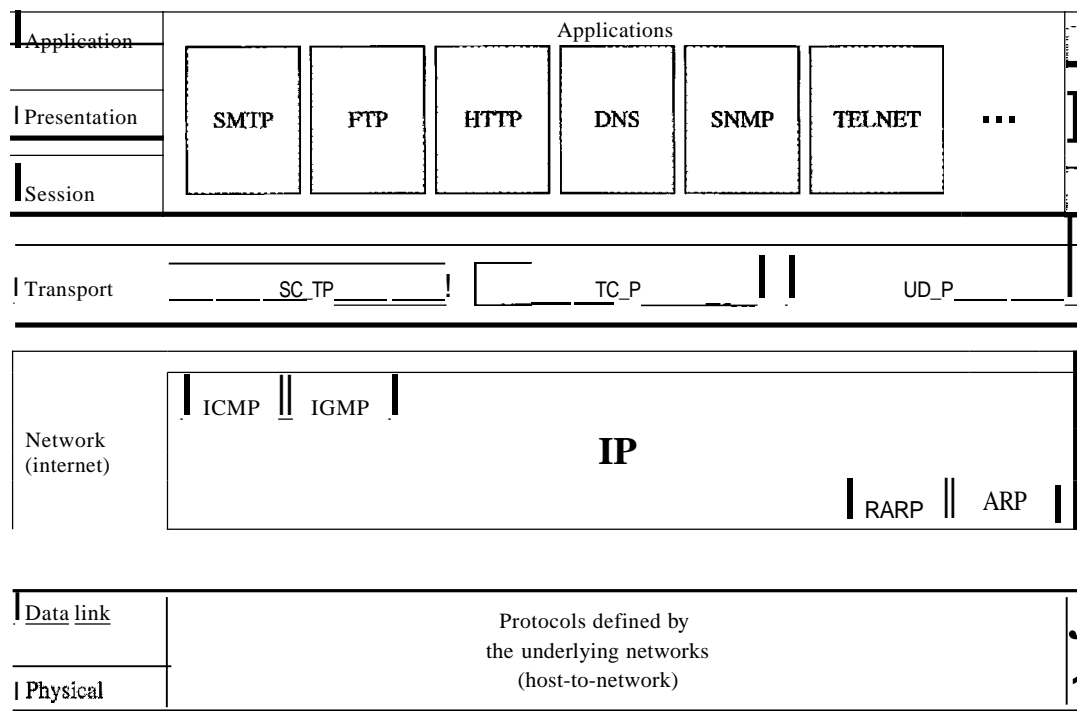 Application
Applications
Presentation
SMTP FTP HTTP DNS SNMP TELNET ...
Session
Transport
SC_TP TC_P UD_P
ICMP IGMP
Network
(internet)
IP
RARP ARP
Data link
Protocols defined by
the underlying networks
(host-to-network)
Physical